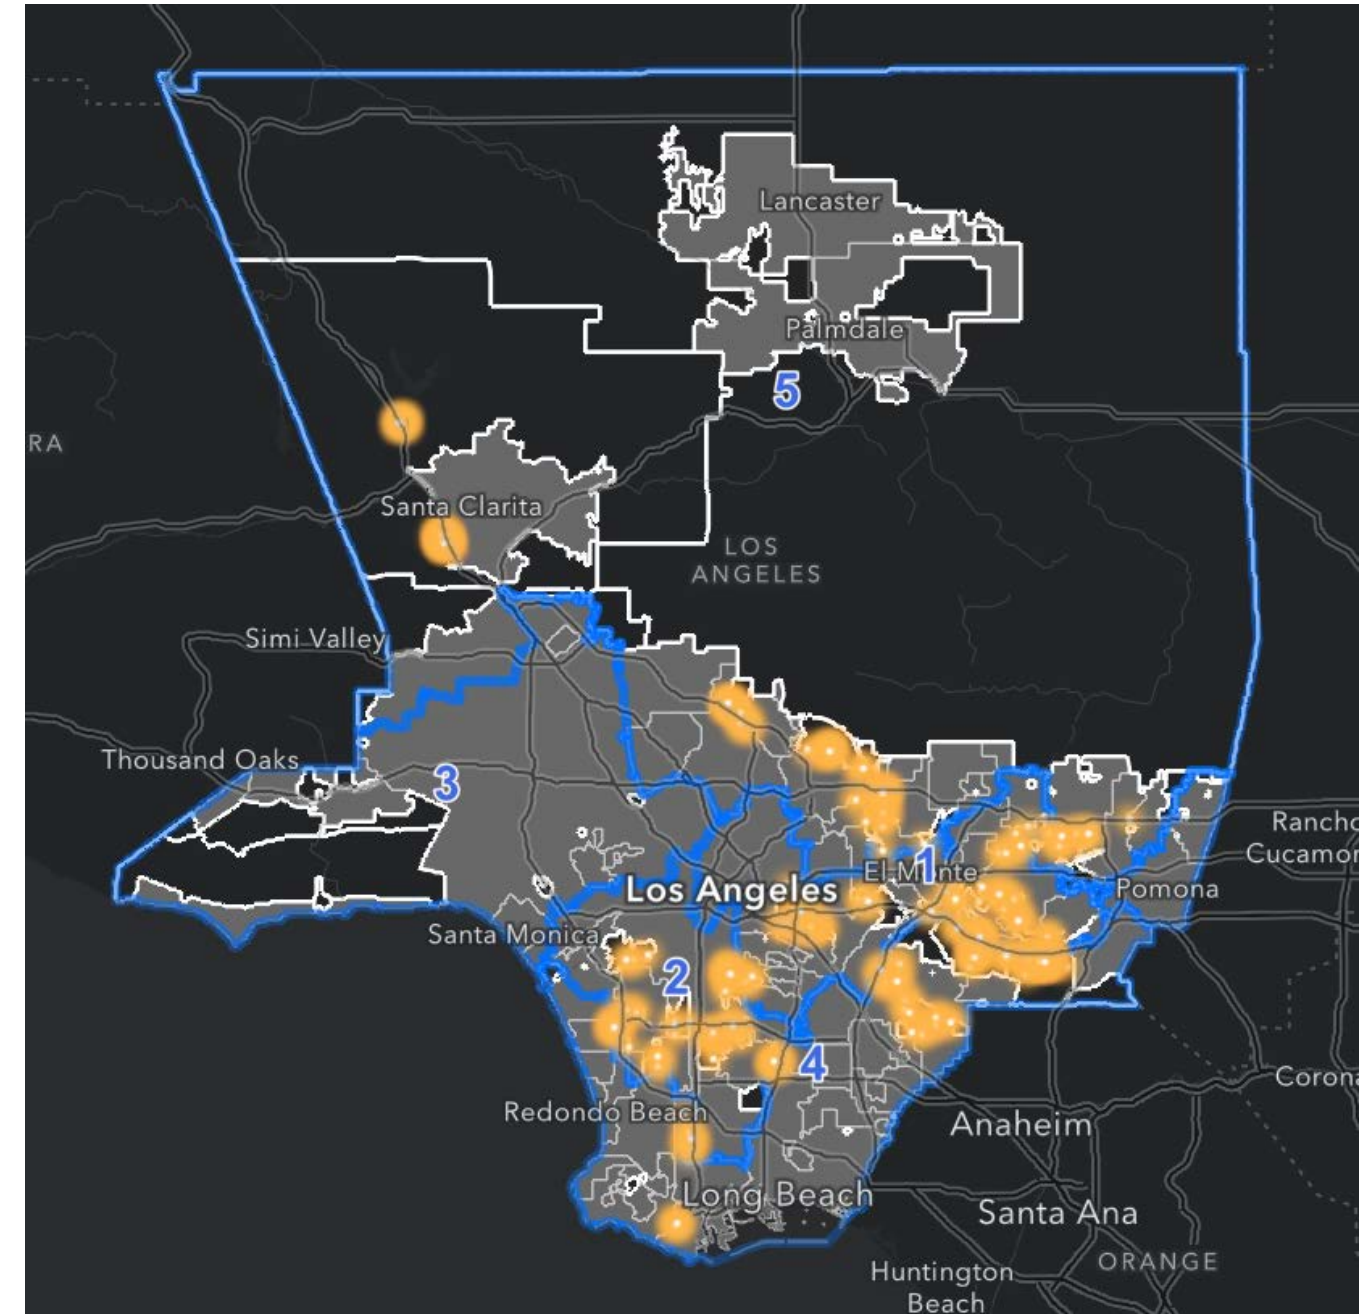 Lancaster
Palmdale
5
RA
Santa Clarita
LOS
ANGELES
Simi Valley
Thousand Oaks
3
Rancho
Cucamon
El Monte
1
Pomona
Los Angeles
Santa Monica
2
4
Corona
Redondo Beach
Anaheim
Long Beach
Santa Ana
ORANGE
Huntington
Beach